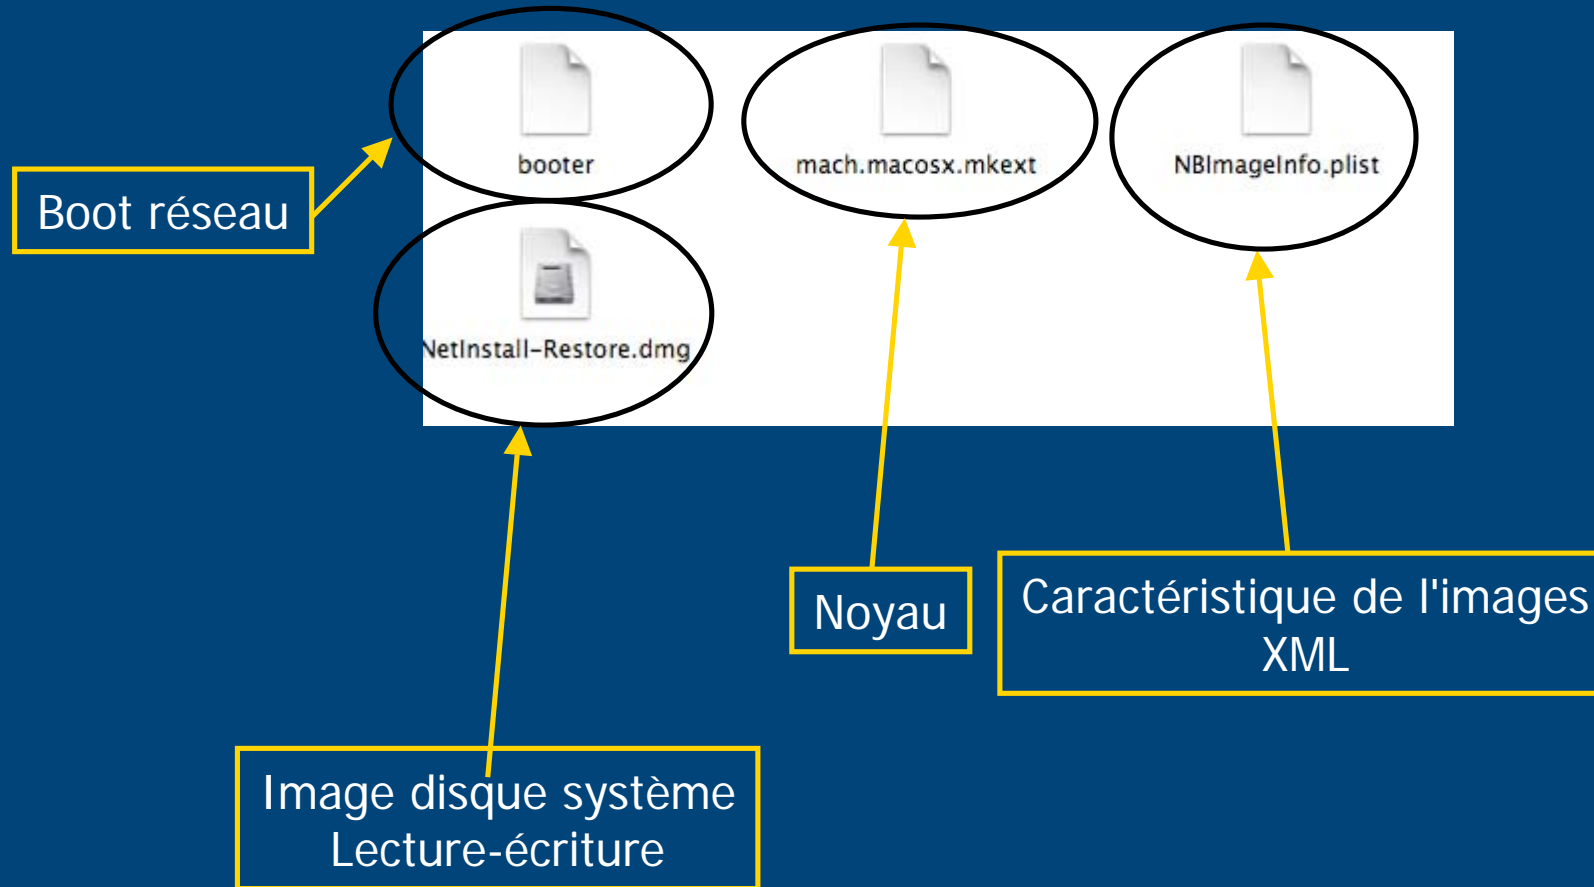 booter
mach.macosx.mkext
NBImageInfo.plist
Boot réseau
NetInstall-Restore.dmg
Noyau
Caractéristique de l'images
XML
Image disque système
Lecture-écriture